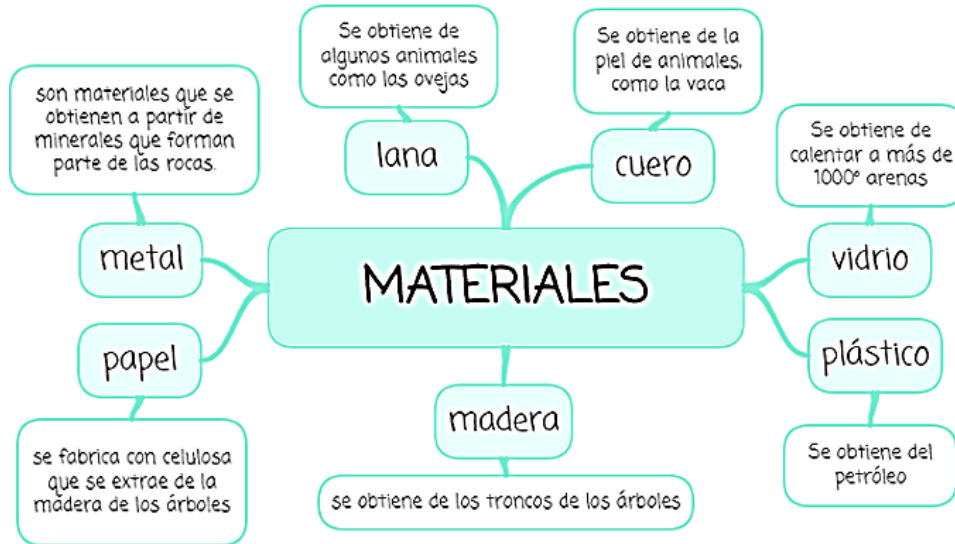 MATERIALES
son materiales que se
obtienen a partir de
minerales que forman
parte de las rocas.
metal
Se obtiene de
algunos animales
como las ovejas
lana
Se obtiene de la
piel de animales,
como la vaca
cuero
Se obtiene de
calentar a más de
1000° arenas
vidrio
papel
se fabrica con celulosa
que se extrae de la
madera de los árboles
madera
se obtiene de los troncos de los árboles
plástico
Se obtiene del
petróleo